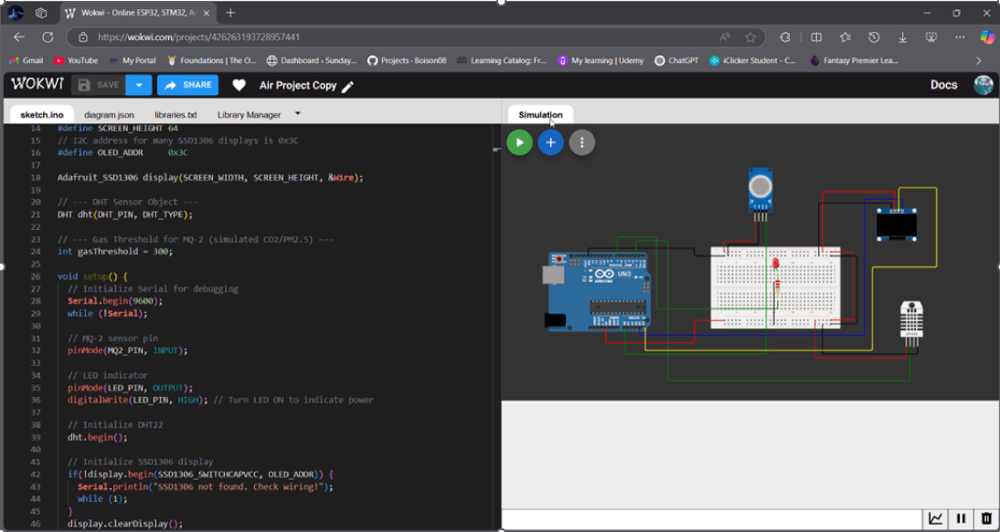 Wokwi - Online ESP32, STM32, A
https://wokwi.com/projects/426263193728957441
Gmail
YouTube
My Portal
Foundations | The O...
Dashboard ‹ Sunday...
Projects - Boison08
Learning Catalog: Fr...
My learning | Udemy
ChatGPT
iClicker Student - C...
Fantasy Premier Lea...
WOKWI
SAVE
SHARE
Air Project Copy
Docs
sketch.ino
diagram.json
libraries.txt
Library Manager
Simulation
14 #define SCREEN_HEIGHT 64
15 // I2C address for many SSD1306 displays is 0x3C
16 #define OLED_ADDR 0x3C
17
18 Adafruit_SSD1306 display(SCREEN_WIDTH, SCREEN_HEIGHT, &Wire);
19
20 // --- DHT Sensor Object ---
21 DHT dht(DHT_PIN, DHT_TYPE);
22
23 // --- Gas Threshold for MQ-2 (simulated CO2/PM2.5) ---
24 int gasThreshold = 300;
25
26 void setup() {
27 // Initialize Serial for debugging
28 Serial.begin(9600);
29 while (!Serial);
30
31 // MQ-2 sensor pin
32 pinMode(MQ2_PIN, INPUT);
33
34 // LED indicator
35 pinMode(LED_PIN, OUTPUT);
36 digitalWrite(LED_PIN, HIGH); // Turn LED ON to indicate power
37
38 // Initialize DHT22
39 dht.begin();
40
41 // Initialize SSD1306 display
42 if(!display.begin(SSD1306_SWITCHCAPVCC, OLED_ADDR)) {
43 Serial.println("SSD1306 not found. Check wiring!");
44 while (1);
45 }
46 display.clearDisplay();
UNO
ARDUINO